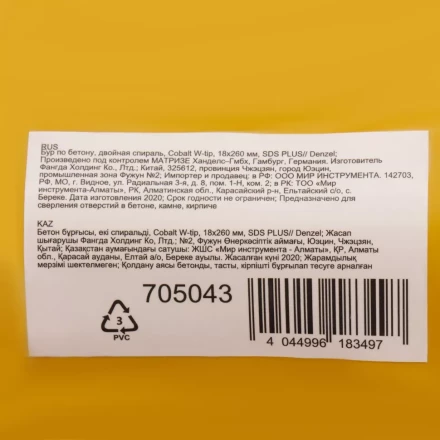 RUS
Бур по бетону, двойная спираль, Cobalt W-tip, 18x260 мм, SDS PLUS// Denzel;
Произведено под контролем МАТРИЗЕ Хандельс-Гмбх, Гамбург, Германия. Изготовитель
Фангда Холдинг Ко., Лтд.; Китай, 325612, провинция Чжэцзян, город Юэцин,
промышленная зона Фужун №2; Импортер и продавец: в РФ: ООО МИР ИНСТРУМЕНТА. 142703,
РФ, МО, г. Видное, ул. Радиальная 3-я, д. 8, пом. 1-Н, ком. 2; в РК: ТОО «Мир
инструмента-Алматы», РК, Алматинская обл., Карасайский р-н, Ельтайский с/о, с.
Береке. Дата изготовления 2020; Срок годности не ограничен; Предназначено для
сверления отверстий в бетоне, камне, кирпиче
KAZ
Бетон бұрғысы, екі спиральді, Cobalt W-tip, 18x260 мм, SDS PLUS// Denzel; Жасап
шығарушы Фангда Холдинг Ко, Лтд.; №2, Фужун Өнеркәсіптік аймағы, Юэцин, Чжэцзян,
Қытай; Қазақстан аумағындағы сатушы: ЖШС «Мир инструмента - Алматы», ҚР, Алматы
обл., Қарасай ауданы, Елтай а/о, Береке ауылы. Жасалған күні 2020; Жарамдылық
мерзімі шектелмеген; Қолдану аясы бетонды, тасты, кірпішті бұрғылап тесуге арналған
705043
3
PVC
4 044996 183497